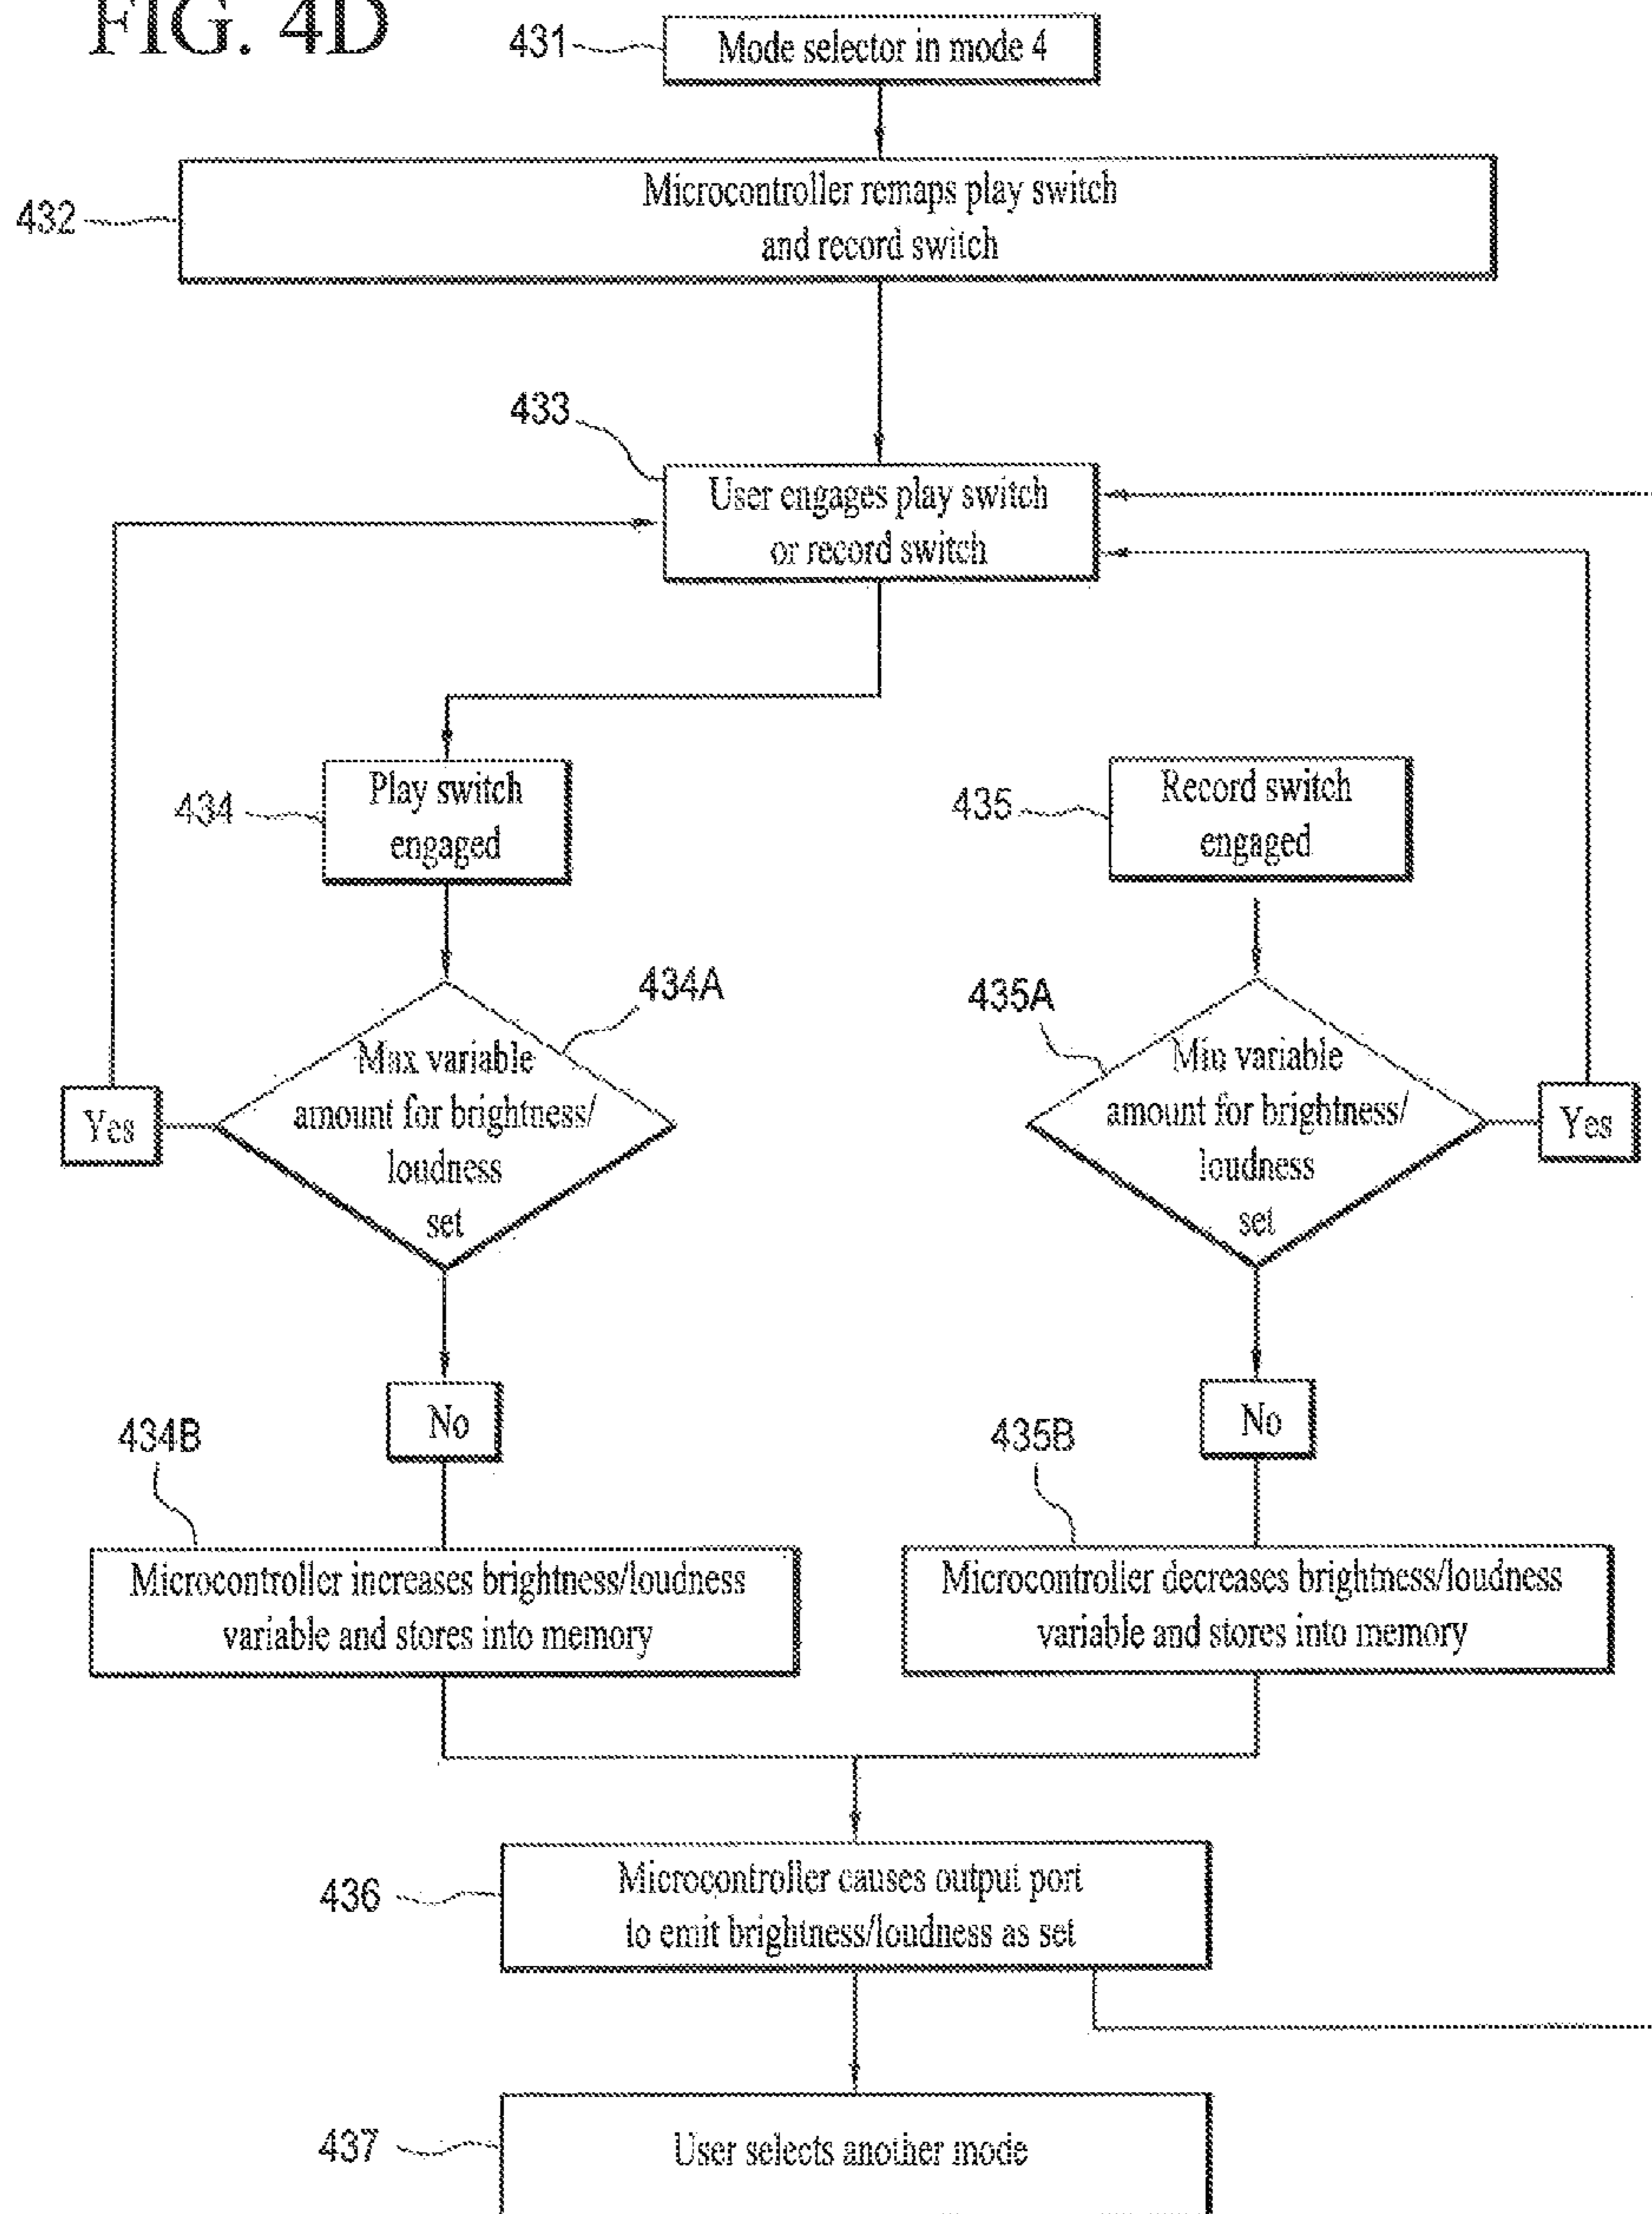 FIG. 4D
431
Mode selector in mode 4
432
Microcontroller remaps play switch
and record switch
433
User engages play switch
or record switch
434
Play switch
engaged
435
Record switch
engaged
434A
Max variable
amount for brightness/
loudness
set
Yes
435A
Min variable
amount for brightness/
loudness
set
Yes
No
No
434B
Microcontroller increases brightness/loudness
variable and stores into memory
435B
Microcontroller decreases brightness/loudness
variable and stores into memory
436
Microcontroller causes output port
to emit brightness/loudness as set
437
User selects another mode